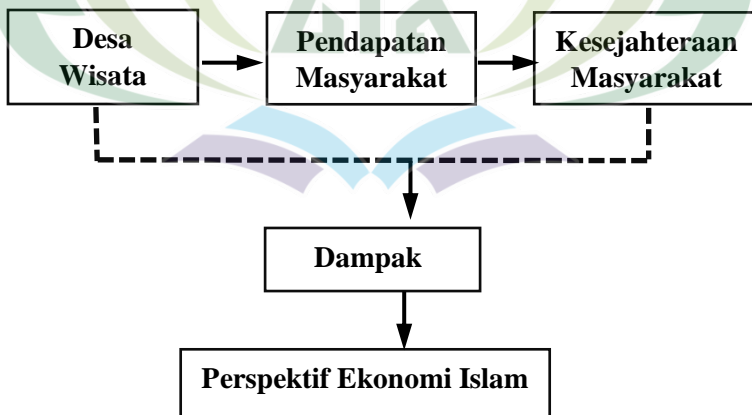 Desa
Wisata
Pendapatan
Masyarakat
Kesejahteraan
Masyarakat
Dampak
Perspektif Ekonomi Islam